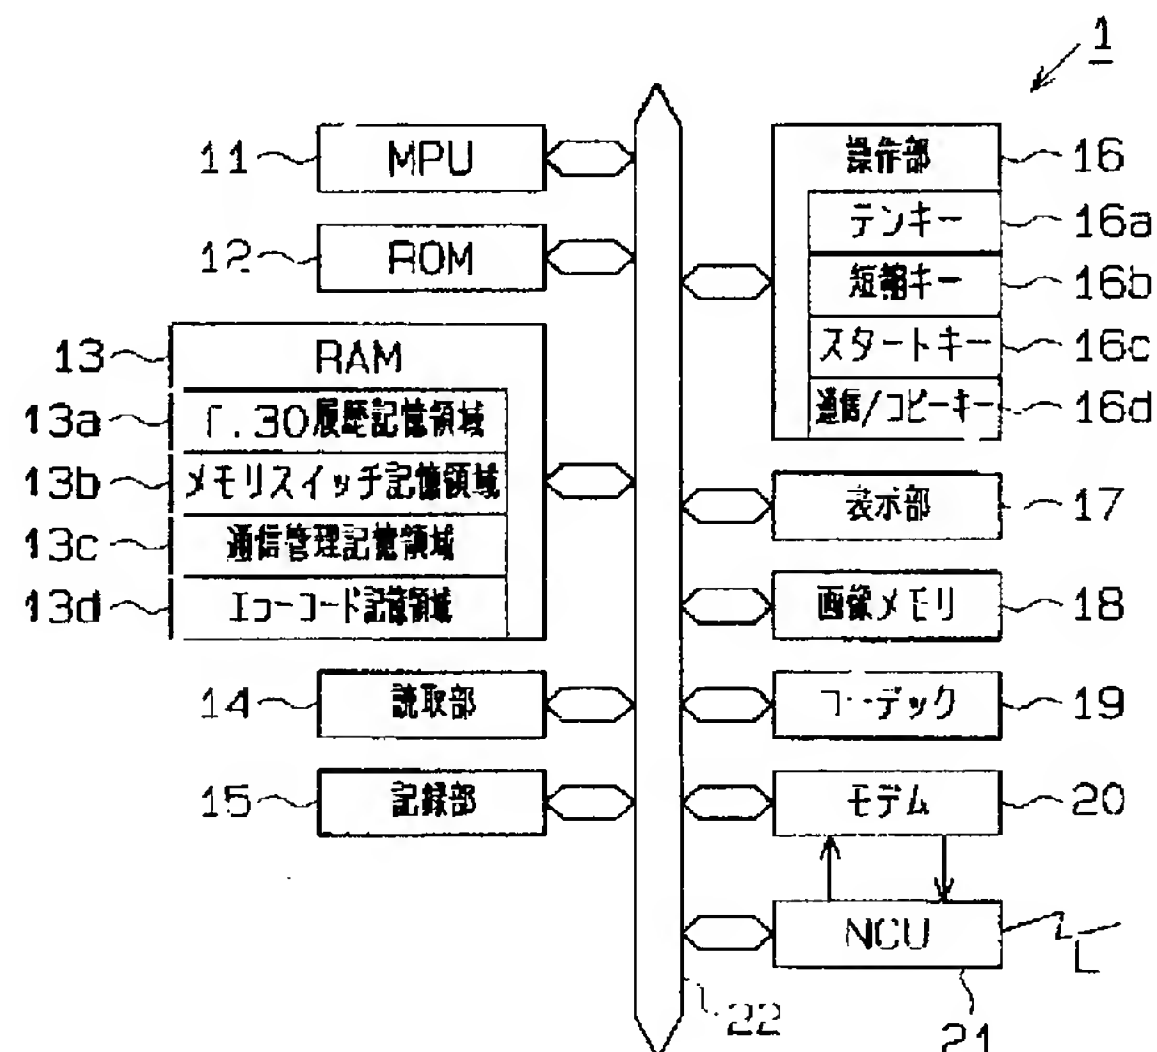 1
11 MPU
12 ROM
13 RAM
13a T.30履歴記憶領域
13b メモリスイッチ記憶領域
13c 通信管理記憶領域
13d エコーコード記憶領域
14 読取部
15 記録部
操作部 16
テンキー 16a
短縮キー 16b
スタートキー 16c
通信/コピーキー 16d
表示部 17
画像メモリ 18
コーデック 19
モデム 20
NCU L
21
22